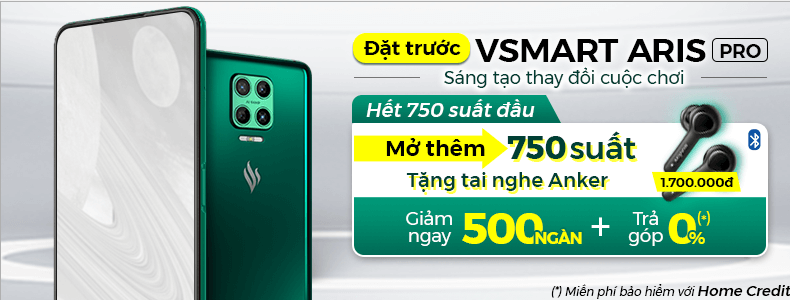 Đặt trước VSMART ARIS PRO
Sáng tạo thay đổi cuộc chơi
Hết 750 suất đầu
Mở thêm 750 suất
Tặng tai nghe Anker
1.700.000đ
Giảm ngay 500 NGÀN + Trả góp 0%(*)
(*) Miễn phí bảo hiểm với Home Credit